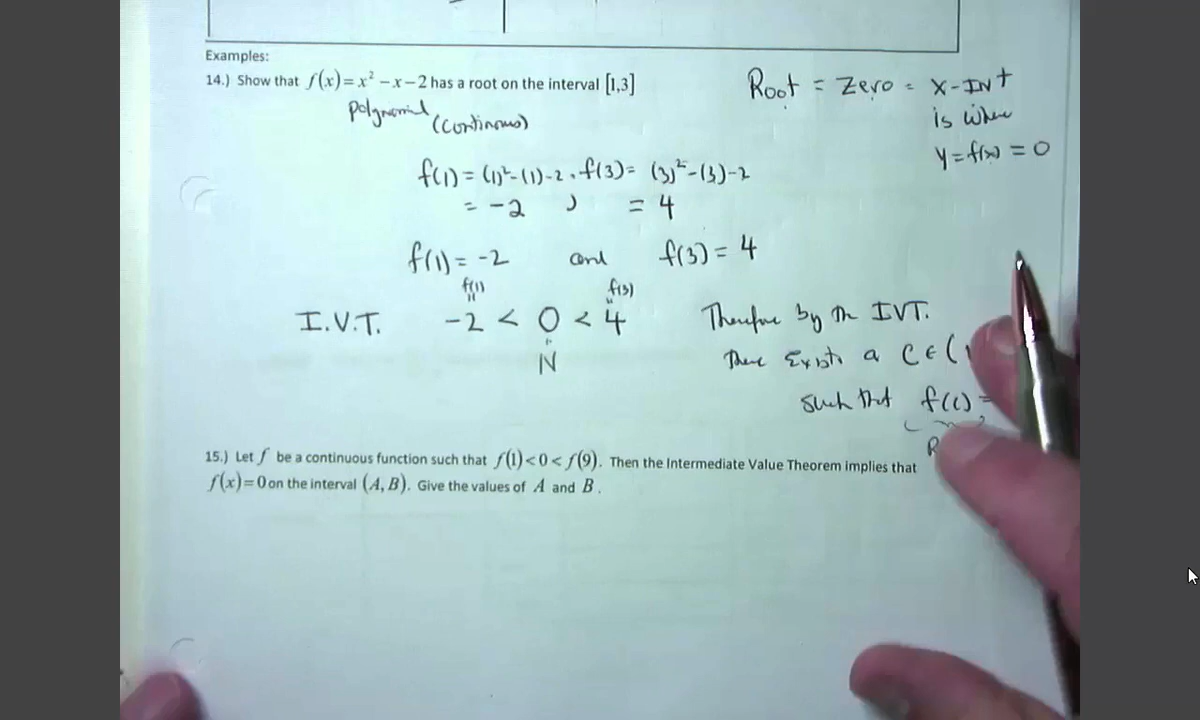 Examples:
14.) Show that f(x) = x² − x − 2 has a root on the interval [1,3]
Root = Zero = x-Int
is where
y = f(x) = 0
polynomial (continuous)
f(1) = (1)² - (1) - 2 , f(3) = (3)² - (3) - 2
= -2 , = 4
f(1) = -2 and f(3) = 4
f(1) f(3)
I.V.T. -2 < 0 < 4
N
Therefore by the IVT.
There Exists a C ∈ (
such that f(c) =
15.) Let f be a continuous function such that f(1) < 0 < f(9). Then the Intermediate Value Theorem implies that
f(x) = 0 on the interval (A, B). Give the values of A and B .